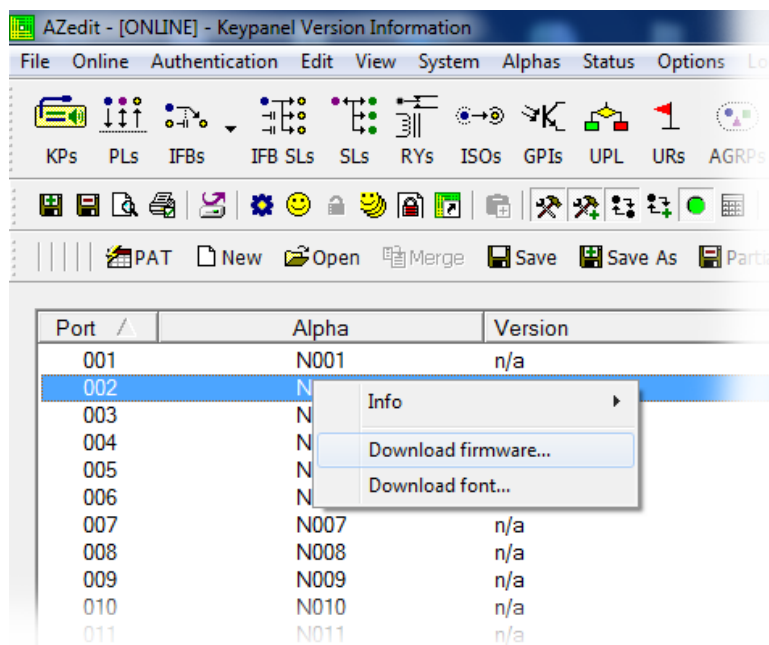 AZedit - [ONLINE] - Keypanel Version Information
File Online Authentication Edit View System Alphas Status Options Lo
KPs PLs IFBs IFB SLs SLs RYs ISOs GPIs UPL URs AGRPs
PAT New Open Merge Save Save As Partia
Port Alpha Version
001 N001 n/a
002 N
Info
003 N
004 N
Download firmware...
005 N
Download font...
006 N
007 N007 n/a
008 N008 n/a
009 N009 n/a
010 N010 n/a
011 N011 n/a